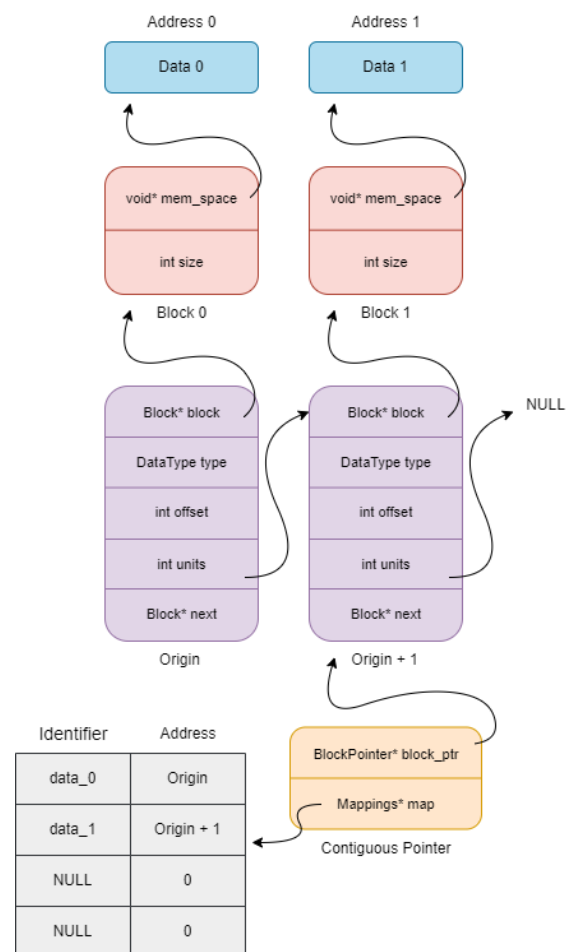 Address 0
Address 1
Data 0
Data 1
void* mem_space
void* mem_space
int size
int size
Block 0
Block 1
Block* block
Block* block
NULL
DataType type
DataType type
int offset
int offset
int units
int units
Block* next
Block* next
Origin
Origin + 1
Identifier
Address
BlockPointer* block_ptr
data_0
Origin
Mappings* map
data_1
Origin + 1
Contiguous Pointer
NULL
0
NULL
0